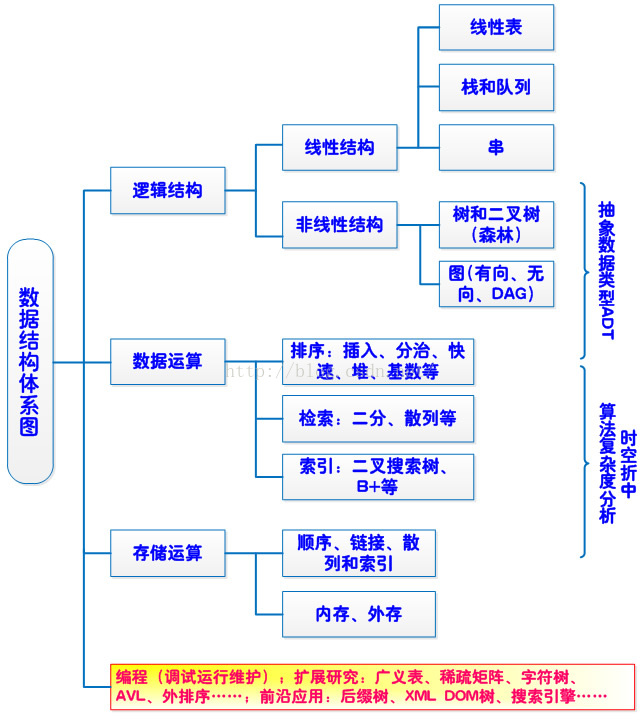 数据结构体系图
逻辑结构
线性结构
线性表
栈和队列
串
非线性结构
树和二叉树
(森林)
图(有向、无
向、DAG)
抽象数据类型ADT
数据运算
排序：插入、分治、快
速、堆、基数等
检索：二分、散列等
索引：二叉搜索树、
B+等
算法复杂度分析
时空折中
存储运算
顺序、链接、散
列和索引
内存、外存
编程（调试运行维护）；扩展研究：广义表、稀疏矩阵、字符树、
AVL、外排序……；前沿应用：后缀树、XML DOM树、搜索引擎……